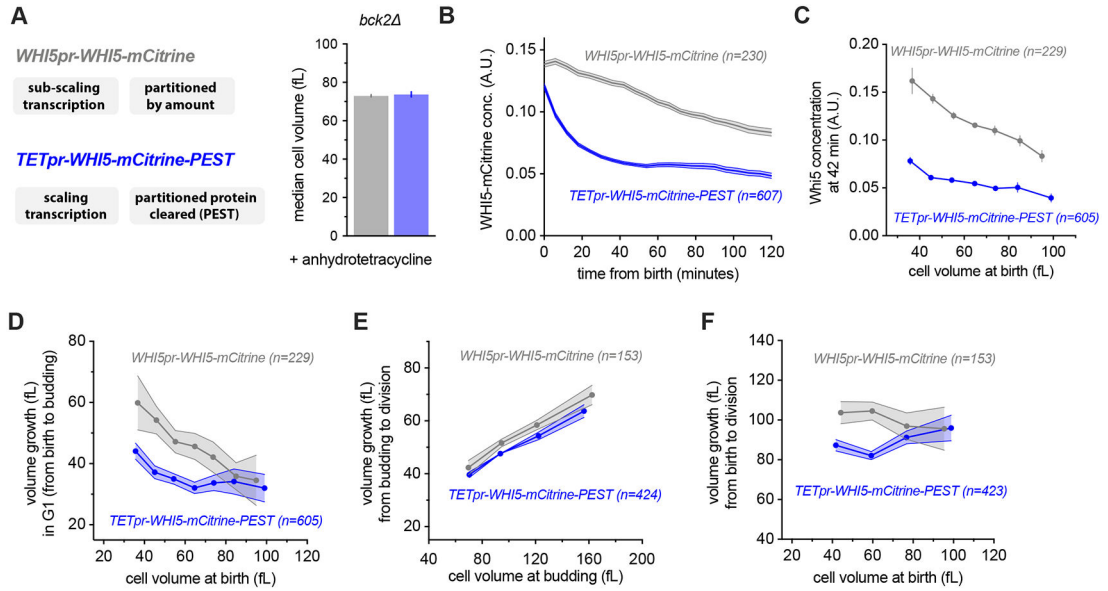 A
WHI5pr-WHI5-mCitrine
sub-scaling
transcription
partitioned
by amount
TETpr-WHI5-mCitrine-PEST
scaling
transcription
partitioned protein
cleared (PEST)
bck2Δ
median cell volume (fL)
100
80
60
40
20
0
+ anhydrotetracycline
B
WHI5-mCitrine conc. (A.U.)
0.15
0.10
0.05
0.00
WHI5pr-WHI5-mCitrine (n=230)
TETpr-WHI5-mCitrine-PEST (n=607)
0 20 40 60 80 100 120
time from birth (minutes)
C
Whi5 concentration
at 42 min (A.U.)
0.20
0.15
0.10
0.05
0.00
WHI5pr-WHI5-mCitrine (n=229)
TETpr-WHI5-mCitrine-PEST (n=605)
40 60 80 100
cell volume at birth (fL)
D
volume growth (fL)
in G1 (from birth to budding)
80
60
40
20
WHI5pr-WHI5-mCitrine (n=229)
TETpr-WHI5-mCitrine-PEST (n=605)
20 40 60 80 100 120
cell volume at birth (fL)
E
volume growth (fL)
from budding to division
80
60
40
20
WHI5pr-WHI5-mCitrine (n=153)
TETpr-WHI5-mCitrine-PEST (n=424)
40 80 120 160 200
cell volume at budding (fL)
F
volume growth (fL)
from birth to division
140
120
100
80
60
40
WHI5pr-WHI5-mCitrine (n=153)
TETpr-WHI5-mCitrine-PEST (n=423)
20 40 60 80 100 120
cell volume at birth (fL)